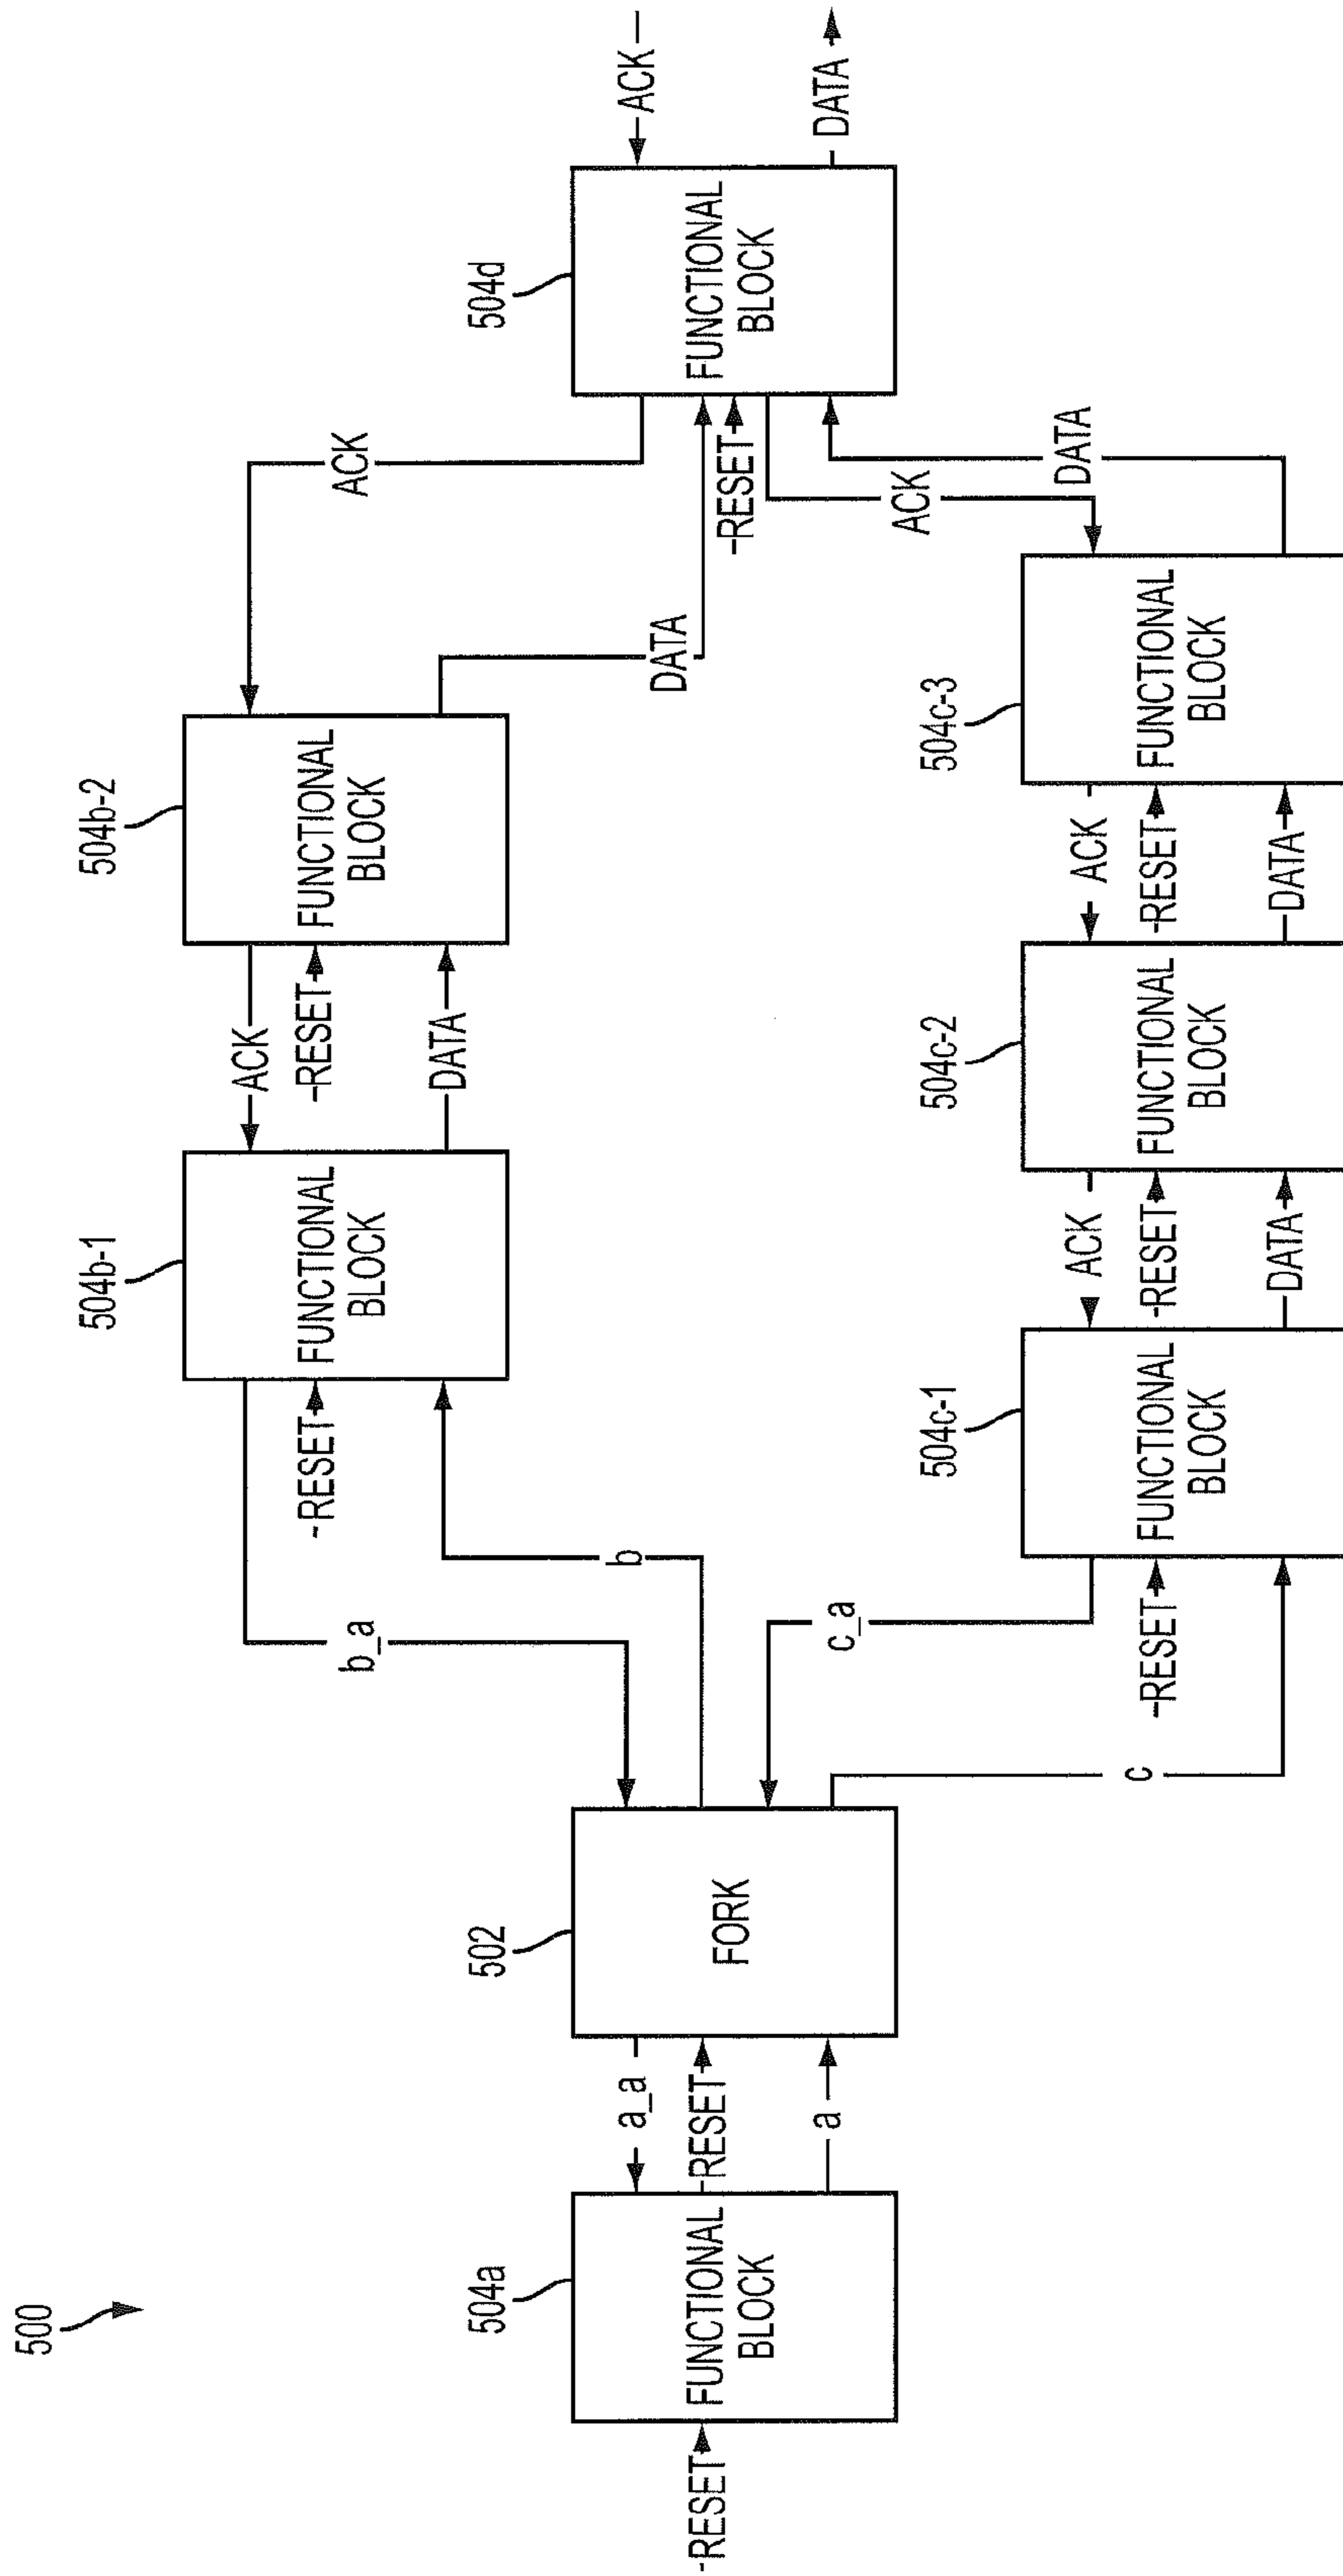 500
-RESET
504a
FUNCTIONAL
BLOCK
a_a
-RESET
a
502
FORK
b_a
b
c_a
c
504b-1
-RESET
FUNCTIONAL
BLOCK
ACK
-RESET
DATA
504b-2
FUNCTIONAL
BLOCK
ACK
DATA
504c-1
-RESET
FUNCTIONAL
BLOCK
ACK
-RESET
DATA
504c-2
FUNCTIONAL
BLOCK
ACK
-RESET
DATA
504c-3
FUNCTIONAL
BLOCK
ACK
DATA
-RESET
504d
FUNCTIONAL
BLOCK
ACK
DATA